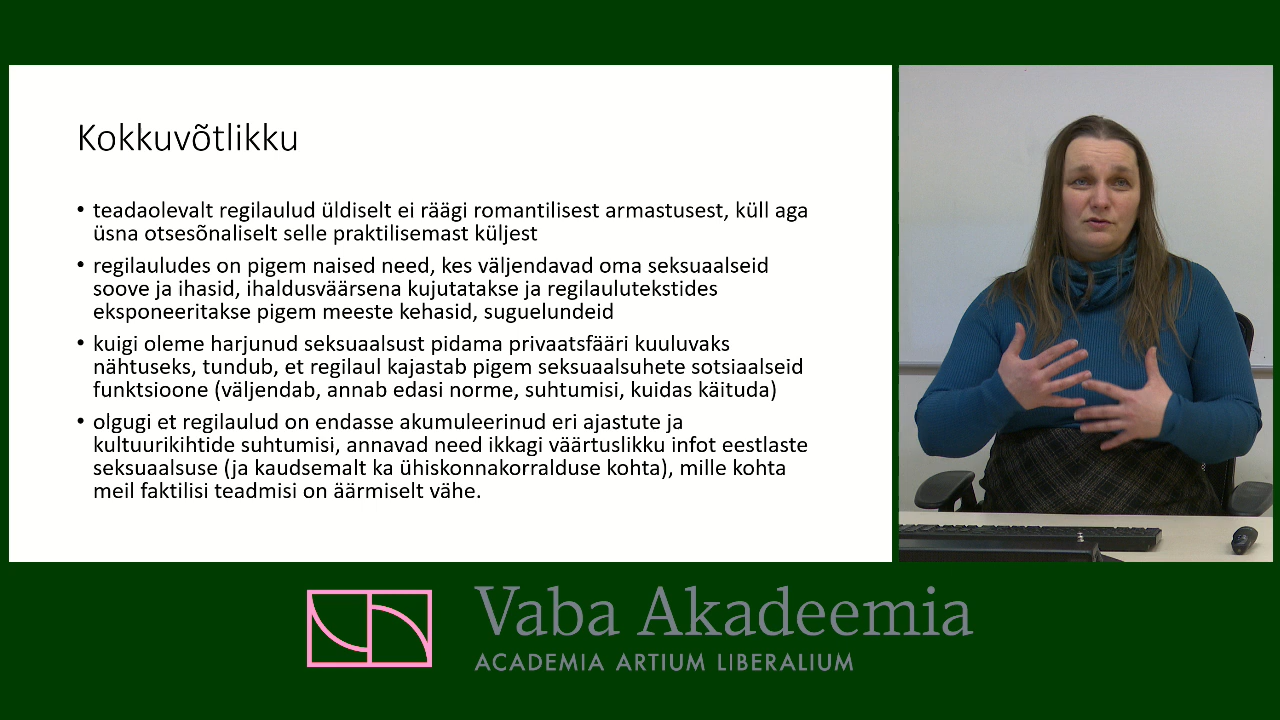 Kokkuvõtlikku
• teadaolevalt regilaulud üldiselt ei räägi romantilisest armastusest, küll aga
üsna otsesõnaliselt selle praktilisemast küljest
• regilauludes on pigem naised need, kes väljendavad oma seksuaalseid
soove ja ihasid, ihaldusväärsena kujutatakse ja regilaulutekstides
eksponeeritakse pigem meeste kehasid, suguelundeid
• kuigi oleme harjunud seksuaalsust pidama privaatsfääri kuuluvaks
nähtuseks, tundub, et regilaul kajastab pigem seksuaalsuhete sotsiaalseid
funktsioone (väljendab, annab edasi norme, suhtumisi, kuidas käituda)
• olgugi et regilaulud on endasse akumuleerinud eri ajastute ja
kultuurikihtide suhtumisi, annavad need ikkagi väärtuslikku infot eestlaste
seksuaalsuse (ja kaudsemalt ka ühiskonnakorralduse kohta), mille kohta
meil faktilisi teadmisi on äärmiselt vähe.
Vaba Akadeemia
ACADEMIA ARTIUM LIBERALIUM